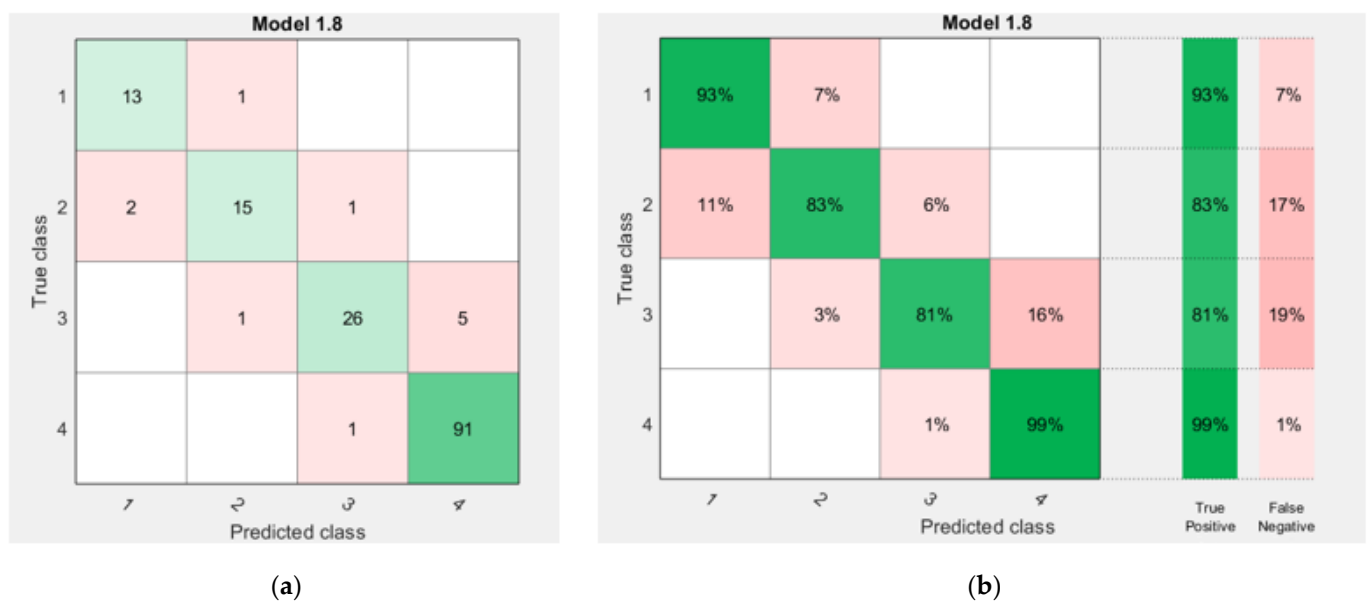 Model 1.8
1 13 1
2 2 15 1
3 1 26 5
4 1 91
1 2 3 4
True class
Predicted class
(a)
Model 1.8
1 93% 7% 93% 7%
2 11% 83% 6% 83% 17%
3 3% 81% 16% 81% 19%
4 1% 99% 99% 1%
1 2 3 4
True class
Predicted class
True
Positive
False
Negative
(b)